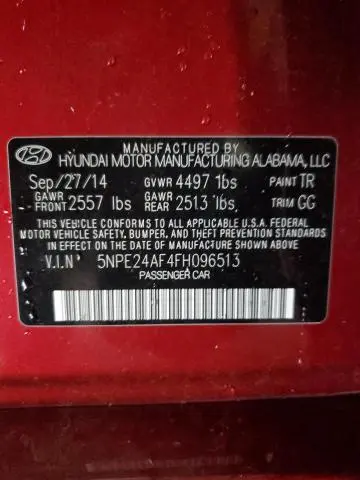 MANUFACTURED BY
HYUNDAI MOTOR MANUFACTURING ALABAMA, LLC
Sep/27/14 GVWR 4497 lbs PAINT TR
GAWR FRONT 2557 lbs GAWR REAR 2513 lbs TRIM GG
THIS VEHICLE CONFORMS TO ALL APPLICABLE U.S.A. FEDERAL
MOTOR VEHICLE SAFETY, BUMPER, AND THEFT PREVENTION
STANDARDS IN EFFECT ON THE DATE OF MANUFACTURE SHOWN ABOVE.
V.I.N 5NPE24AF4FH096513
PASSENGER CAR